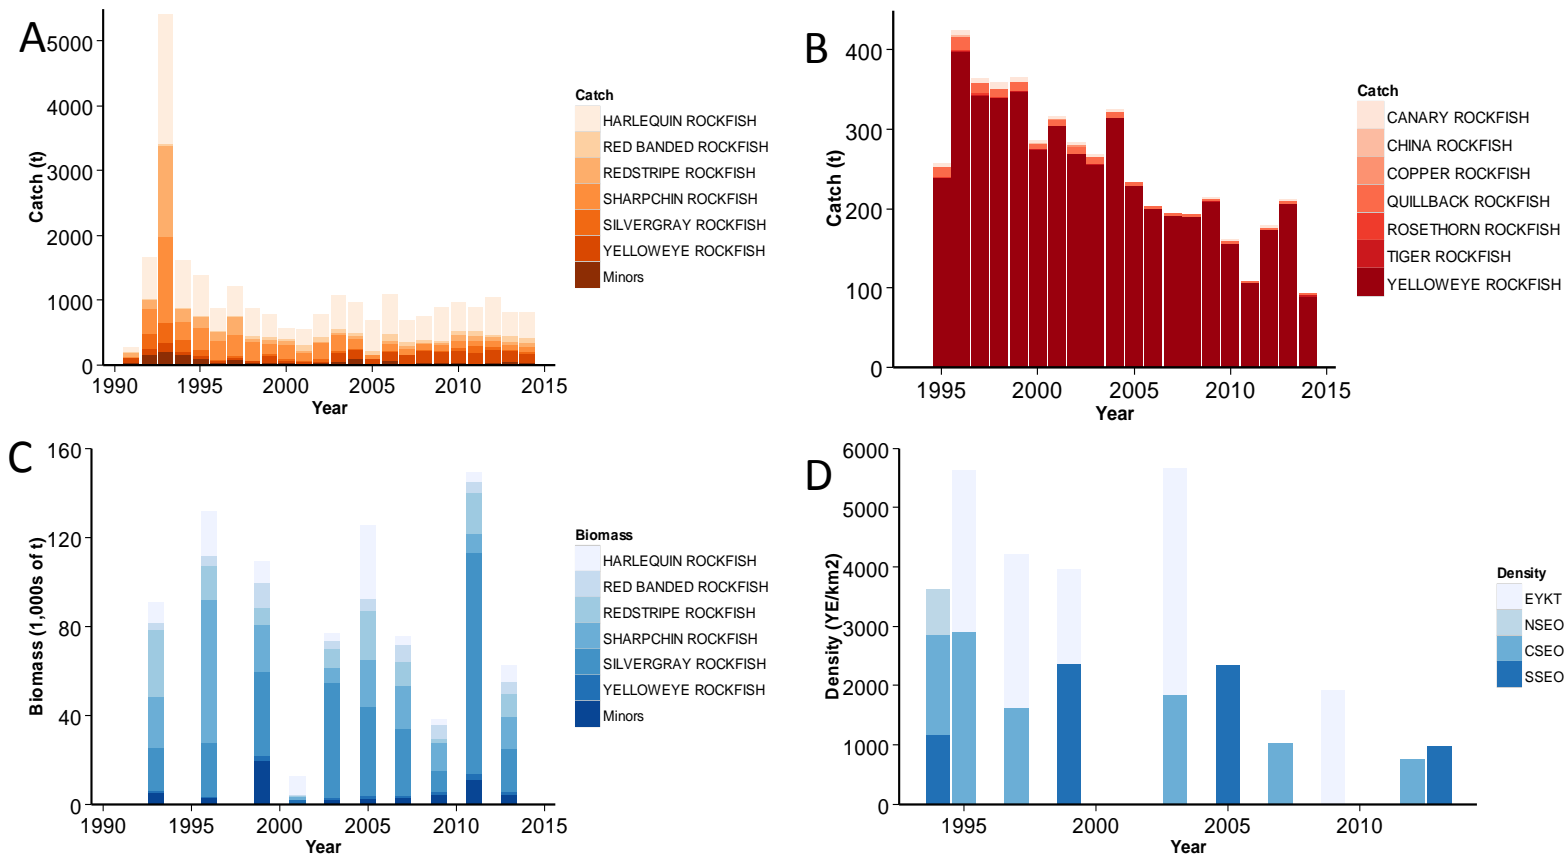 A
5000
4000
3000
2000
1000
0
Catch (t)
1990
1995
2000
2005
2010
2015
Year
Catch
HARLEQUIN ROCKFISH
RED BANDED ROCKFISH
REDSTRIPE ROCKFISH
SHARPCHIN ROCKFISH
SILVERGRAY ROCKFISH
YELLOWEYE ROCKFISH
Minors
B
400
300
200
100
0
Catch (t)
1995
2000
2005
2010
2015
Year
Catch
CANARY ROCKFISH
CHINA ROCKFISH
COPPER ROCKFISH
QUILLBACK ROCKFISH
ROSETHORN ROCKFISH
TIGER ROCKFISH
YELLOWEYE ROCKFISH
C
160
120
80
40
0
Biomass (1,000s of t)
1990
1995
2000
2005
2010
2015
Year
Biomass
HARLEQUIN ROCKFISH
RED BANDED ROCKFISH
REDSTRIPE ROCKFISH
SHARPCHIN ROCKFISH
SILVERGRAY ROCKFISH
YELLOWEYE ROCKFISH
Minors
D
6000
5000
4000
3000
2000
1000
0
Density (YE/km2)
1995
2000
2005
2010
Year
Density
EYKT
NSEO
CSEO
SSEO